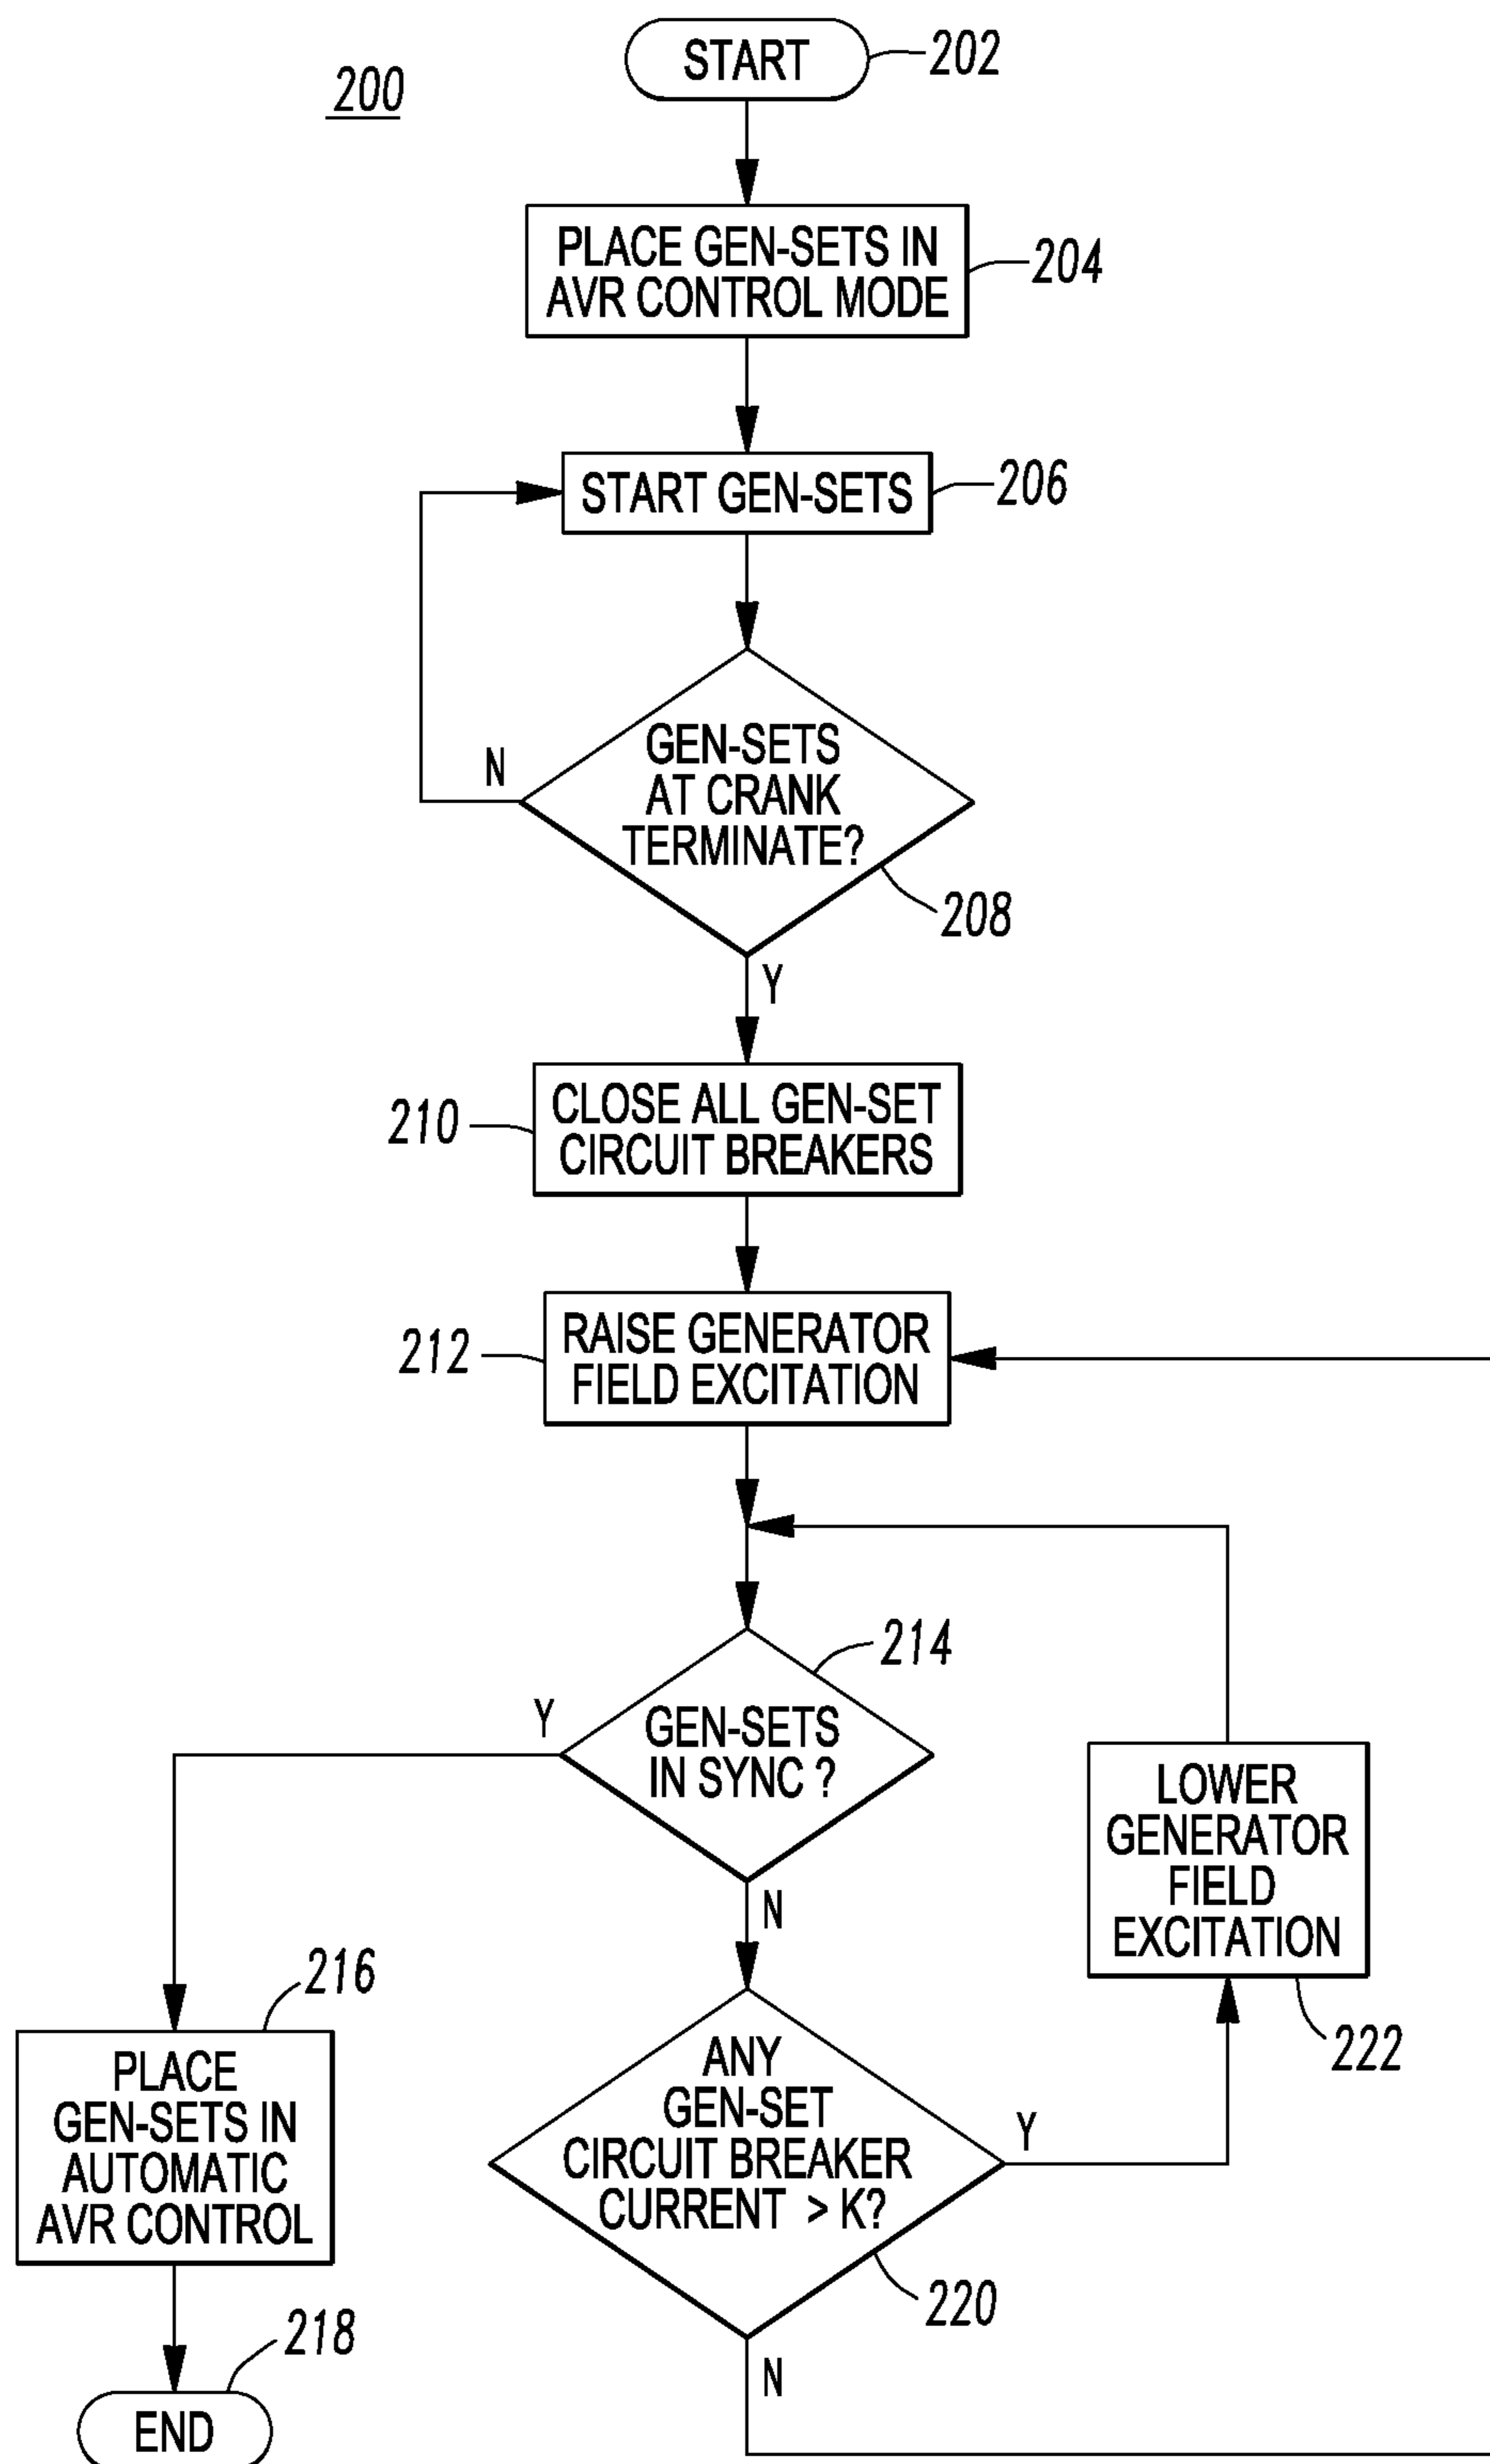 200
START
202
PLACE GEN-SETS IN
AVR CONTROL MODE
204
START GEN-SETS
206
GEN-SETS
AT CRANK
TERMINATE?
N
208
Y
CLOSE ALL GEN-SET
CIRCUIT BREAKERS
210
RAISE GENERATOR
FIELD EXCITATION
212
214
GEN-SETS
IN SYNC ?
Y
N
LOWER
GENERATOR
FIELD
EXCITATION
222
216
PLACE
GEN-SETS IN
AUTOMATIC
AVR CONTROL
ANY
GEN-SET
CIRCUIT BREAKER
CURRENT > K?
Y
220
N
218
END